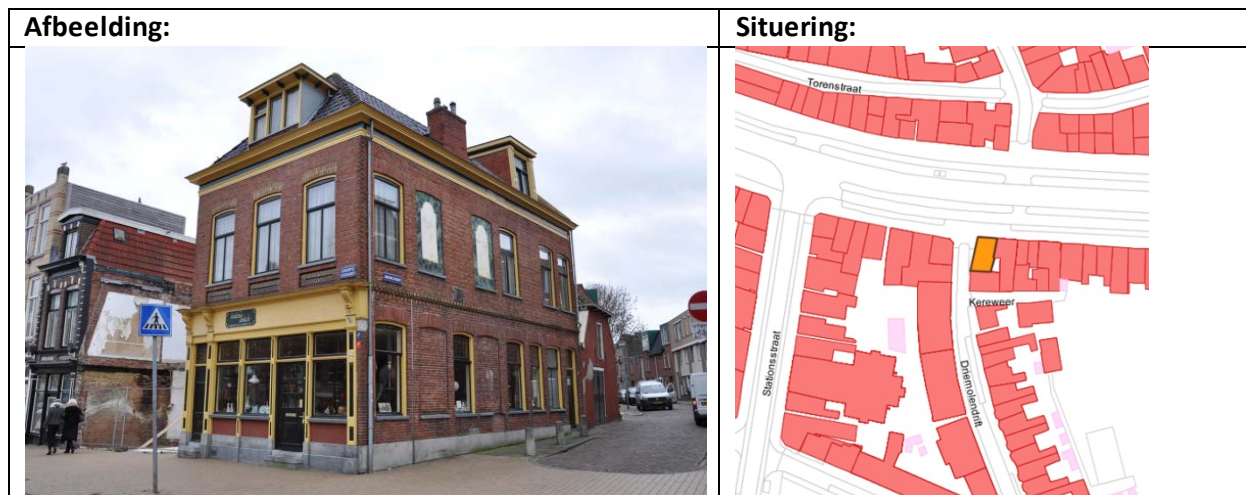 Afbeelding:
Situering:
Torenstraat
Kereweer
Stationsstraat
Driemolendrift